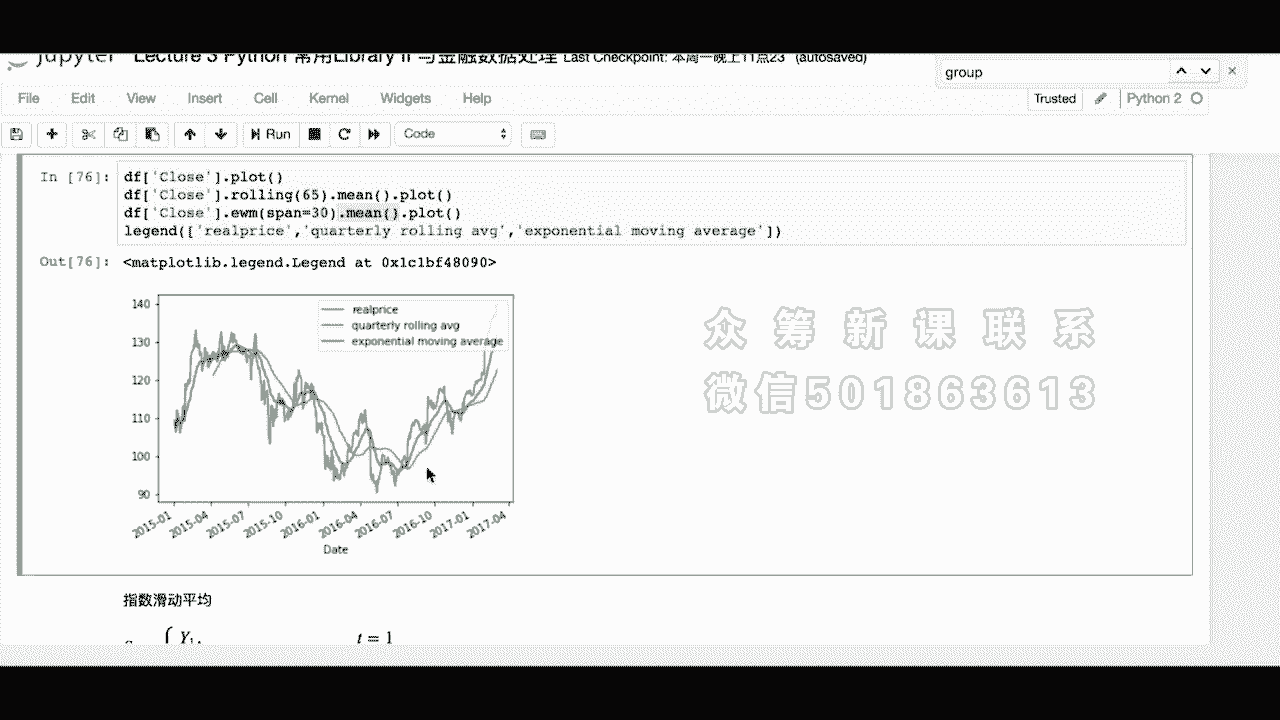 jupyter Lecture 3 Python 常用Library II 与金融数据处理 Last Checkpoint: 本周一晚上11点23 (autosaved)
group
File Edit View Insert Cell Kernel Widgets Help
Trusted Python 2
Run Code
In [76]: df['Close'].plot()
df['Close'].rolling(65).mean().plot()
df['Close'].ewm(span=30).mean().plot()
legend(['realprice','quarterly rolling avg','exponential moving average'])
Out[76]: <matplotlib.legend.Legend at 0x1c1bf48090>
140
130
120
110
100
90
realprice
quarterly rolling avg
exponential moving average
2015-01 2015-04 2015-07 2015-10 2016-01 2016-04 2016-07 2016-10 2017-01 2017-04
Date
众筹新课联系
微信501863613
指数滑动平均
Y1, t = 1